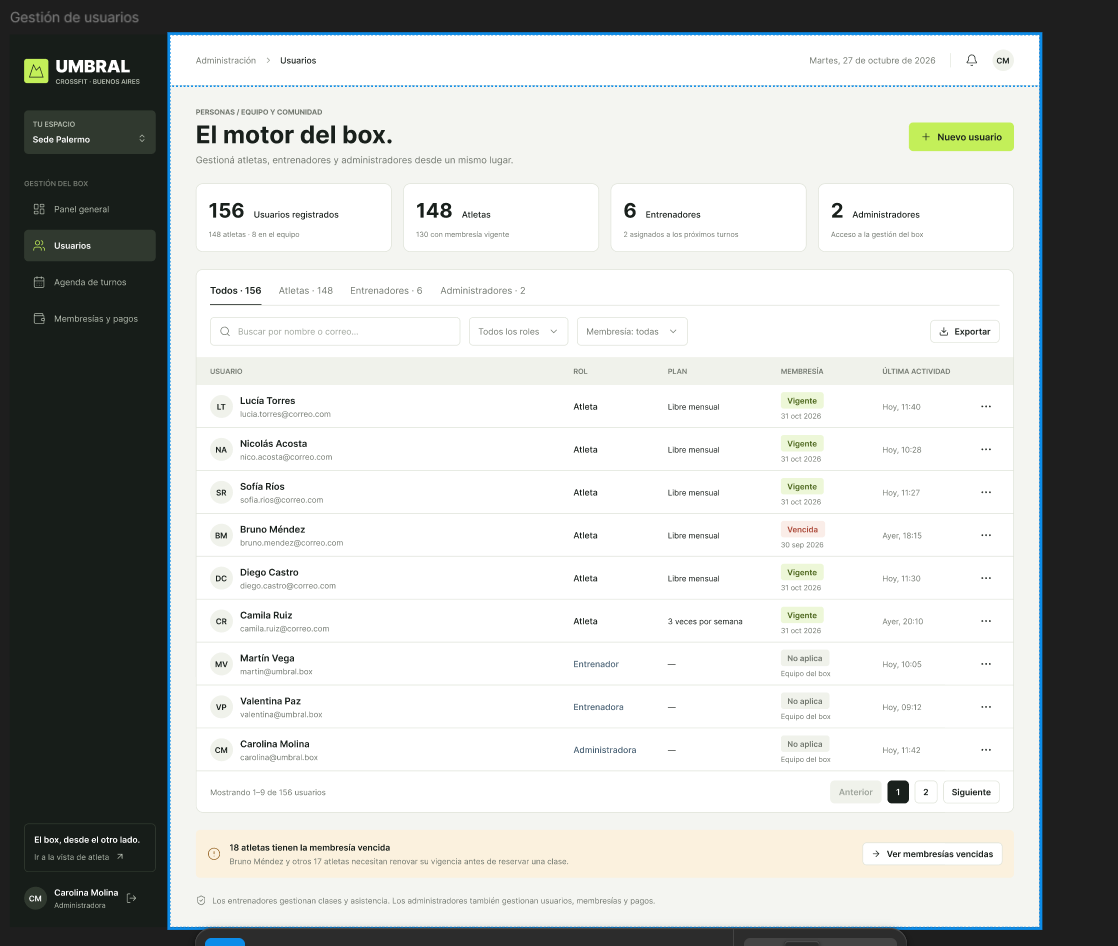 Gestión de usuarios
UMBRAL
CROSSFIT · BUENOS AIRES
TU ESPACIO
Sede Palermo
GESTIÓN DEL BOX
Panel general
Usuarios
Agenda de turnos
Membresías y pagos
El box, desde el otro lado.
Ir a la vista de atleta
CM
Carolina Molina
Administradora
Administración > Usuarios
Martes, 27 de octubre de 2026
CM
PERSONAS / EQUIPO Y COMUNIDAD
El motor del box.
Gestioná atletas, entrenadores y administradores desde un mismo lugar.
+ Nuevo usuario
156 Usuarios registrados
148 atletas · 8 en el equipo
148 Atletas
130 con membresía vigente
6 Entrenadores
2 asignados a los próximos turnos
2 Administradores
Acceso a la gestión del box
Todos · 156 Atletas · 148 Entrenadores · 6 Administradores · 2
Buscar por nombre o correo... Todos los roles Membresía: todas Exportar
USUARIO ROL PLAN MEMBRESÍA ÚLTIMA ACTIVIDAD
LT Lucía Torres Atleta Libre mensual Vigente Hoy, 11:40
lucia.torres@correo.com 31 oct 2026
NA Nicolás Acosta Atleta Libre mensual Vigente Hoy, 10:28
nico.acosta@correo.com 31 oct 2026
SR Sofía Ríos Atleta Libre mensual Vigente Hoy, 11:27
sofia.rios@correo.com 31 oct 2026
BM Bruno Méndez Atleta Libre mensual Vencida Ayer, 18:15
bruno.mendez@correo.com 30 sep 2026
DC Diego Castro Atleta Libre mensual Vigente Hoy, 11:30
diego.castro@correo.com 31 oct 2026
CR Camila Ruiz Atleta 3 veces por semana Vigente Ayer, 20:10
camila.ruiz@correo.com 31 oct 2026
MV Martín Vega Entrenador — No aplica Hoy, 10:05
martin@umbral.box Equipo del box
VP Valentina Paz Entrenadora — No aplica Hoy, 09:12
valentina@umbral.box Equipo del box
CM Carolina Molina Administradora — No aplica Hoy, 11:42
carolina@umbral.box Equipo del box
Mostrando 1–9 de 156 usuarios Anterior 1 2 Siguiente
18 atletas tienen la membresía vencida
Bruno Méndez y otros 17 atletas necesitan renovar su vigencia antes de reservar una clase.
Ver membresías vencidas
Los entrenadores gestionan clases y asistencia. Los administradores también gestionan usuarios, membresías y pagos.